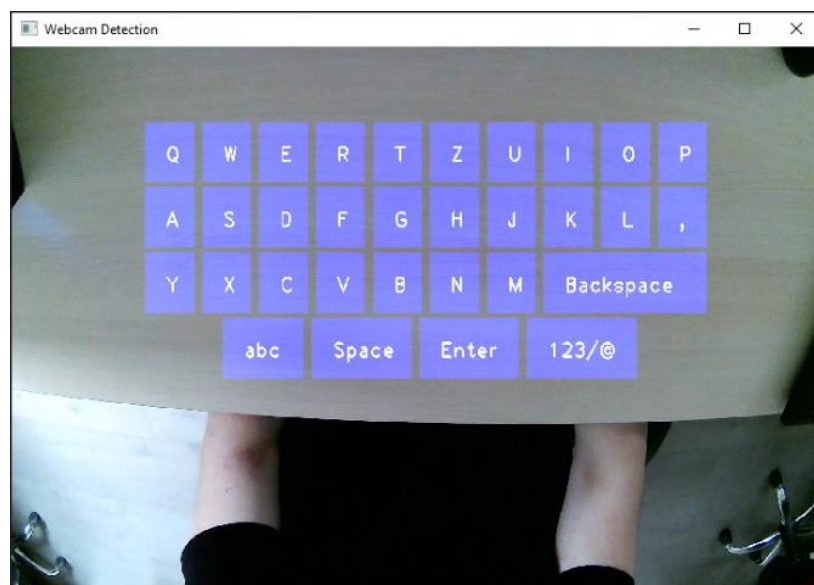 Webcam Detection
Q W E R T Z U I O P
A S D F G H J K L ,
Y X C V B N M Backspace
abc Space Enter 123/@